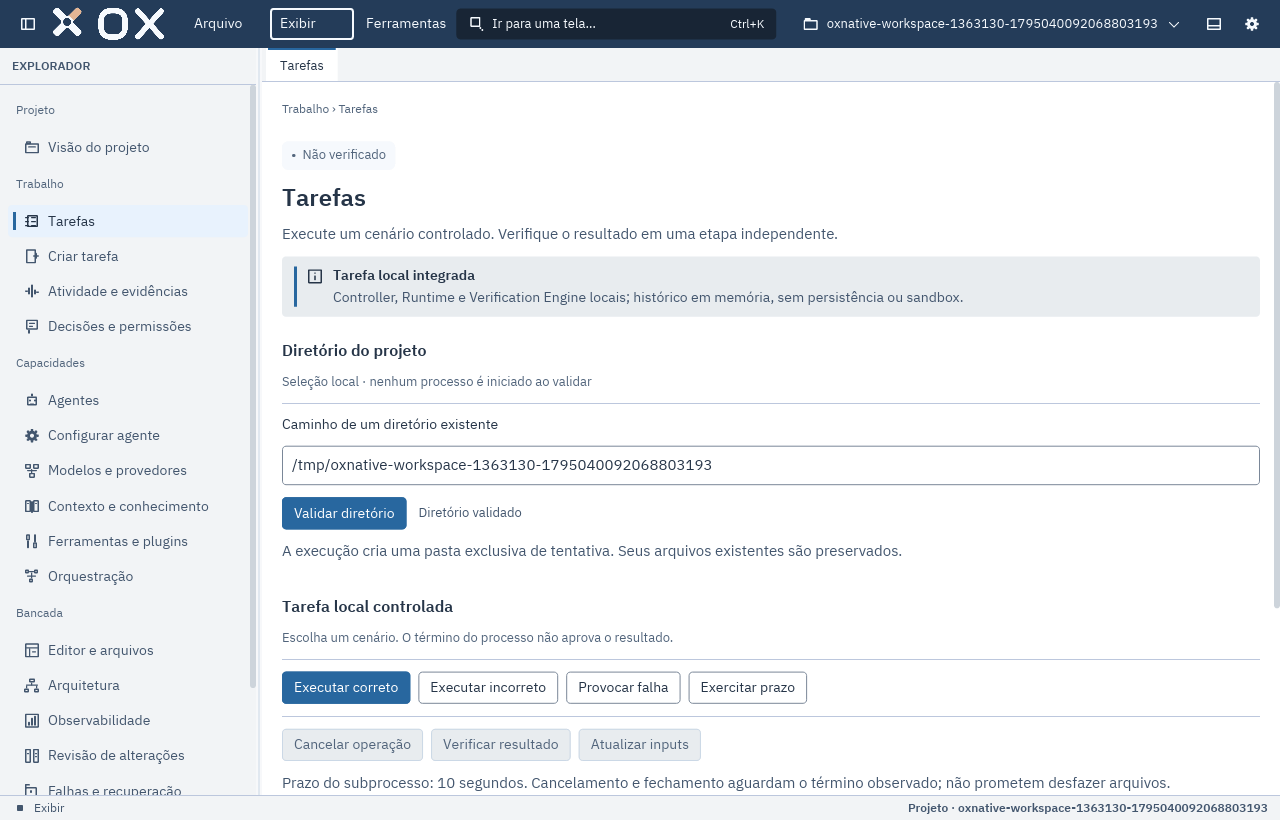 OX Arquivo Exibir Ferramentas Ir para uma tela... Ctrl+K oxnative-workspace-1363130-1795040092068803193
EXPLORADOR
Projeto
Visão do projeto
Trabalho
Tarefas
Criar tarefa
Atividade e evidências
Decisões e permissões
Capacidades
Agentes
Configurar agente
Modelos e provedores
Contexto e conhecimento
Ferramentas e plugins
Orquestração
Bancada
Editor e arquivos
Arquitetura
Observabilidade
Revisão de alterações
Falhas e recuperação
Tarefas
Trabalho › Tarefas
• Não verificado
Tarefas
Execute um cenário controlado. Verifique o resultado em uma etapa independente.
Tarefa local integrada
Controller, Runtime e Verification Engine locais; histórico em memória, sem persistência ou sandbox.
Diretório do projeto
Seleção local · nenhum processo é iniciado ao validar
Caminho de um diretório existente
/tmp/oxnative-workspace-1363130-1795040092068803193
Validar diretório Diretório validado
A execução cria uma pasta exclusiva de tentativa. Seus arquivos existentes são preservados.
Tarefa local controlada
Escolha um cenário. O término do processo não aprova o resultado.
Executar correto Executar incorreto Provocar falha Exercitar prazo
Cancelar operação Verificar resultado Atualizar inputs
Prazo do subprocesso: 10 segundos. Cancelamento e fechamento aguardam o término observado; não prometem desfazer arquivos.
Exibir Projeto · oxnative-workspace-1363130-1795040092068803193